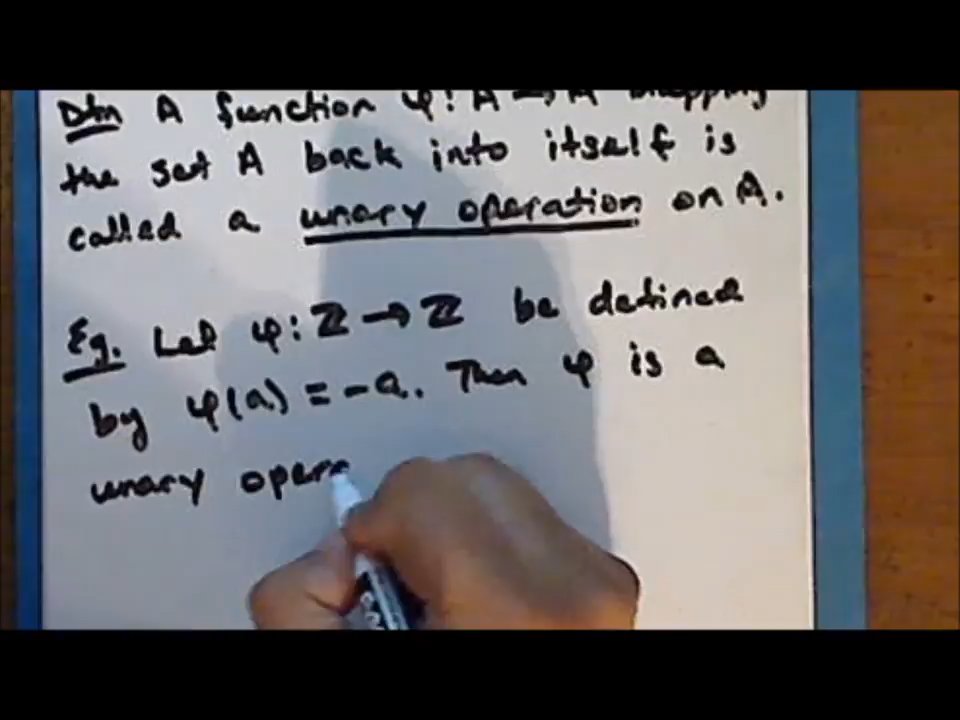 Dfn A function φ: A → A mapping
the set A back into itself is
called a unary operation on A.
Eg. Let φ: ℤ → ℤ be defined
by φ(a) = -a. Then φ is a
unary opera